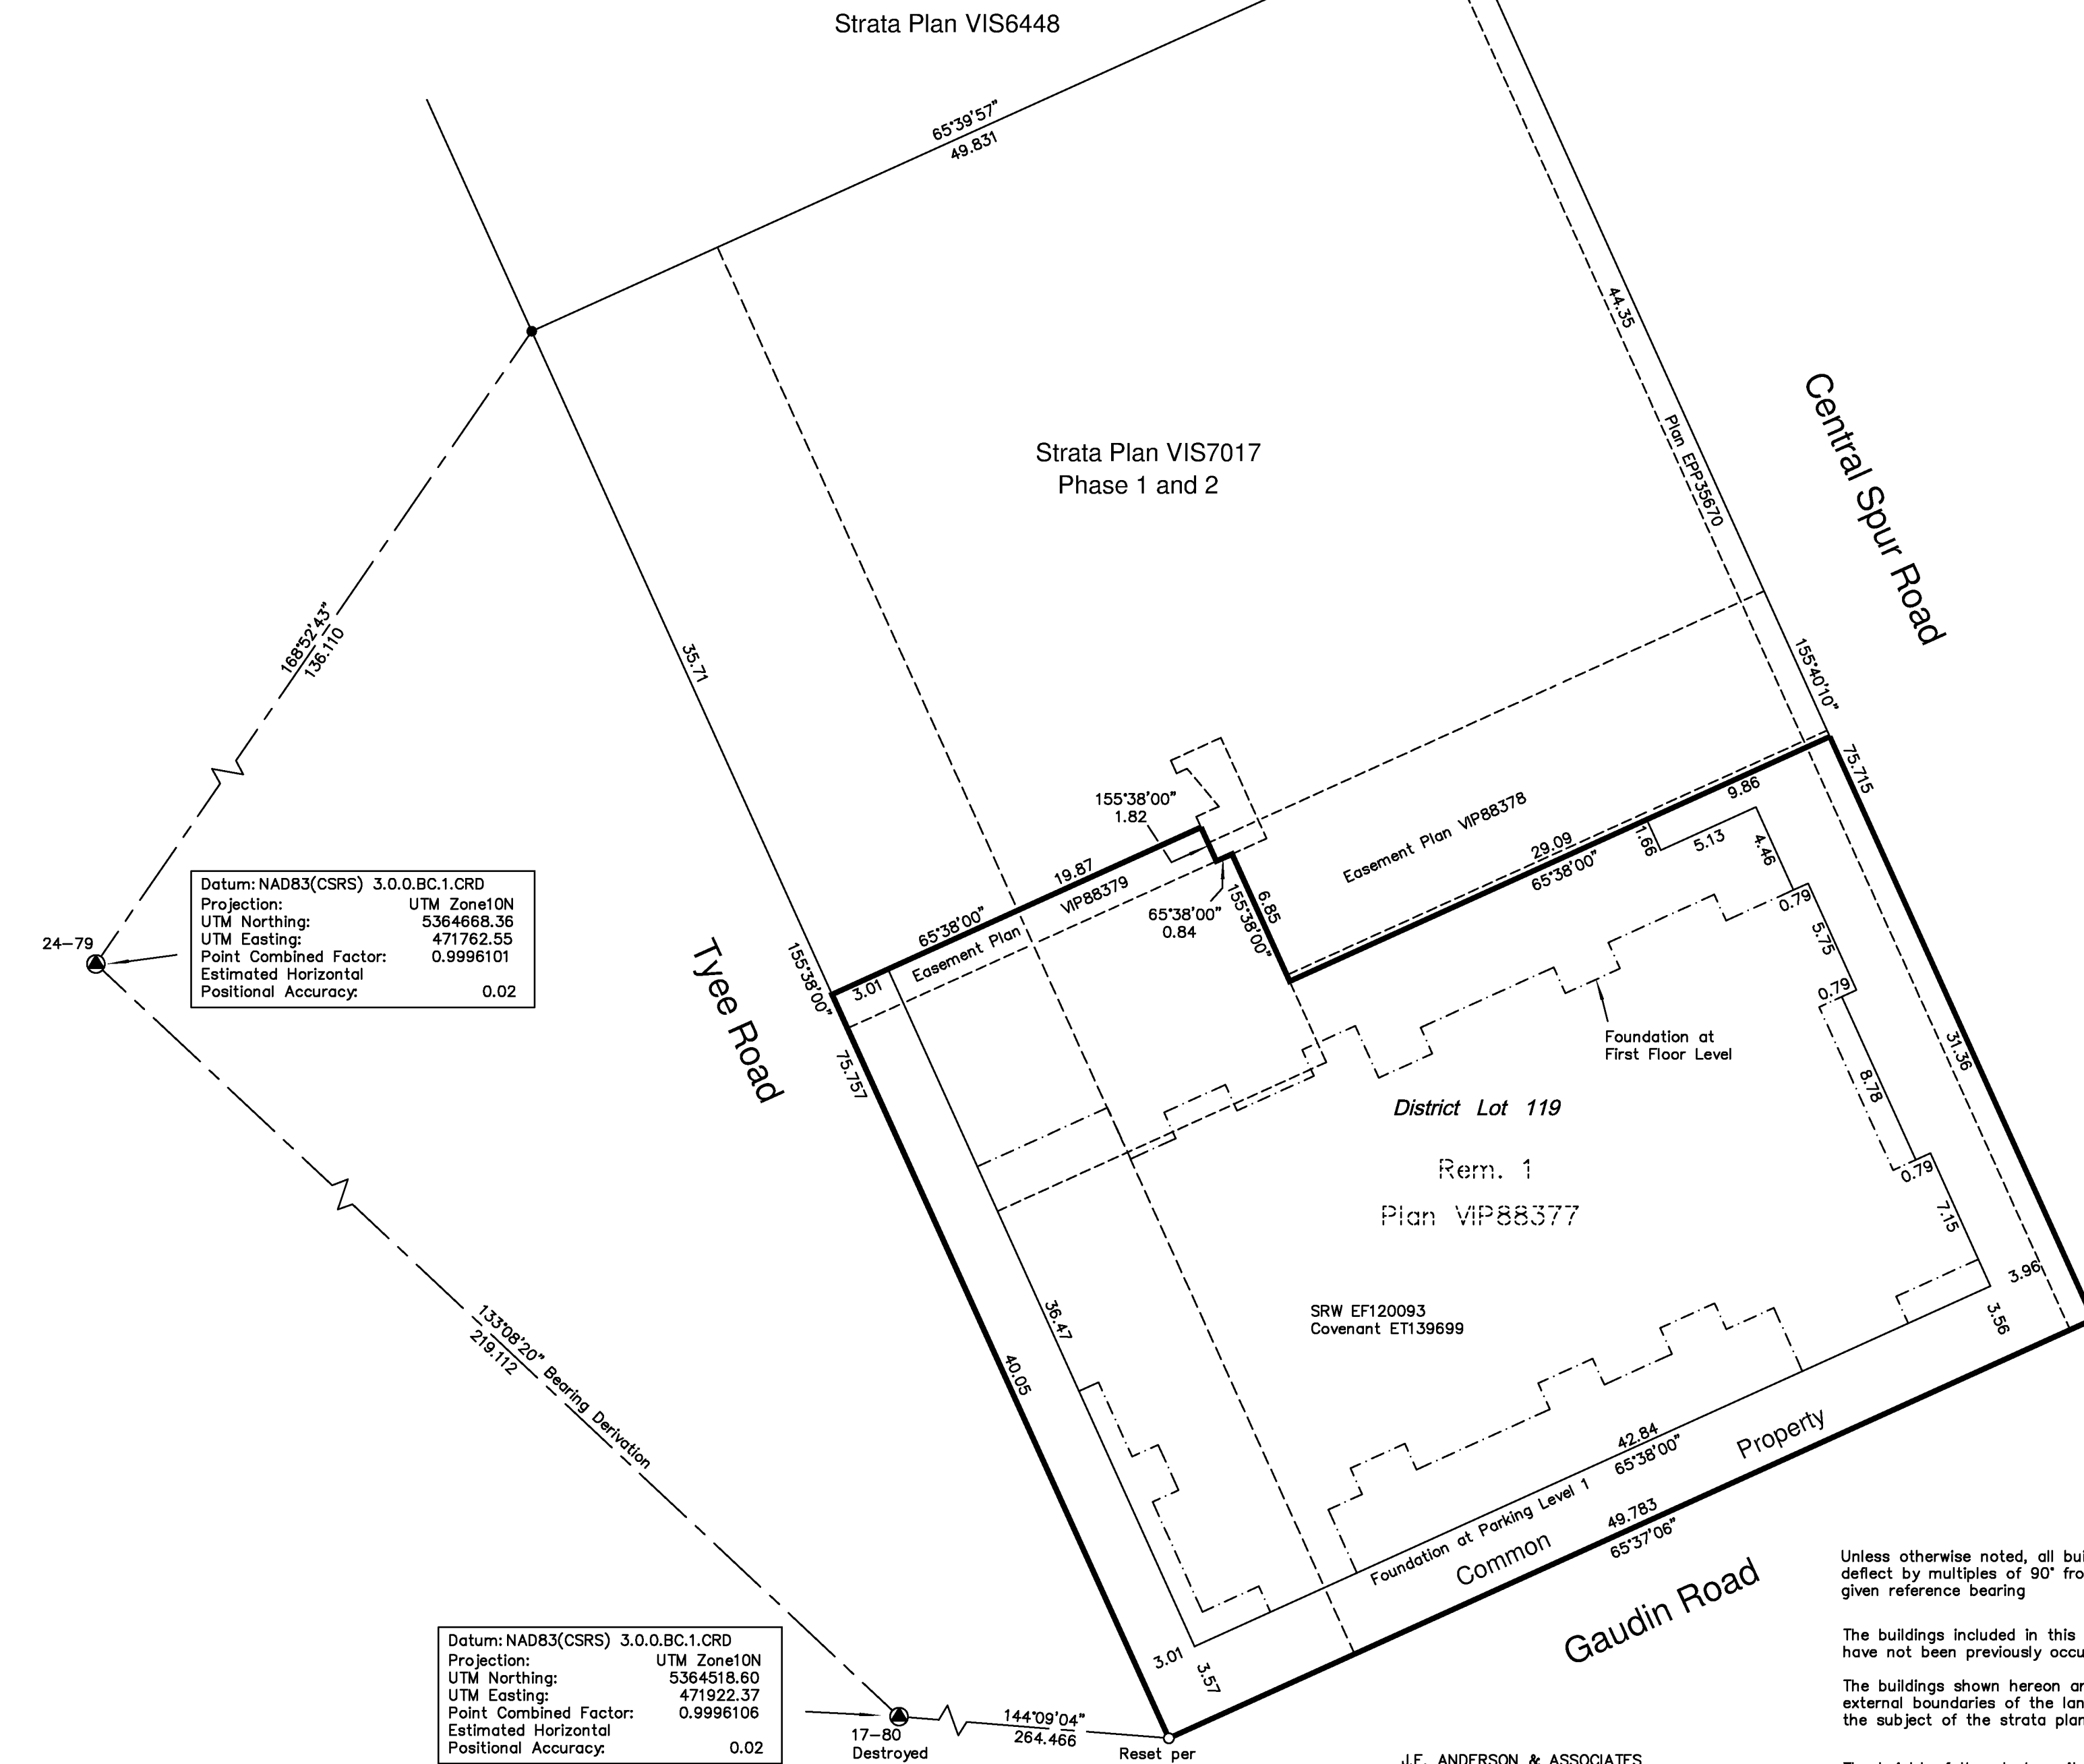 Strata Plan VIS6448
65°39'57"
49.831
44.35
Plan EPP35670
Central Spur Road
Strata Plan VIS7017
Phase 1 and 2
168°52'43"
136.110
35.71
155°40'10"
75.715
155°38'00"
1.82
Easement Plan VIP88378
9.86
29.09
65°38'00"
1.66
5.13
4.46
19.87
65°38'00"
Easement Plan VIP88379
65°38'00"
0.84
6.85
155°38'00"
0.79
5.75
0.79
Datum: NAD83(CSRS) 3.0.0.BC.1.CRD
Projection: UTM Zone10N
UTM Northing: 5364668.36
UTM Easting: 471762.55
Point Combined Factor: 0.9996101
Estimated Horizontal
Positional Accuracy: 0.02
24-79
Tyee Road
155°38'00"
3.01
75.757
Foundation at
First Floor Level
31.36
8.78
District Lot 119
Rem. 1
Plan VIP88377
0.79
7.15
3.96
3.56
SRW EF120093
Covenant ET139699
36.47
40.05
133°08'20" Bearing Derivation
219.112
42.84
65°38'00"
Foundation at Parking Level 1
Common Property
49.783
65°37'06"
Gaudin Road
3.01
3.57
Unless otherwise noted, all bui
deflect by multiples of 90° fro
given reference bearing
The buildings included in this
have not been previously occu
The buildings shown hereon ar
external boundaries of the lan
the subject of the strata plan
Datum: NAD83(CSRS) 3.0.0.BC.1.CRD
Projection: UTM Zone10N
UTM Northing: 5364518.60
UTM Easting: 471922.37
Point Combined Factor: 0.9996106
Estimated Horizontal
Positional Accuracy: 0.02
17-80
Destroyed
144°09'04"
264.466
Reset per
J.E. ANDERSON & ASSOCIATES